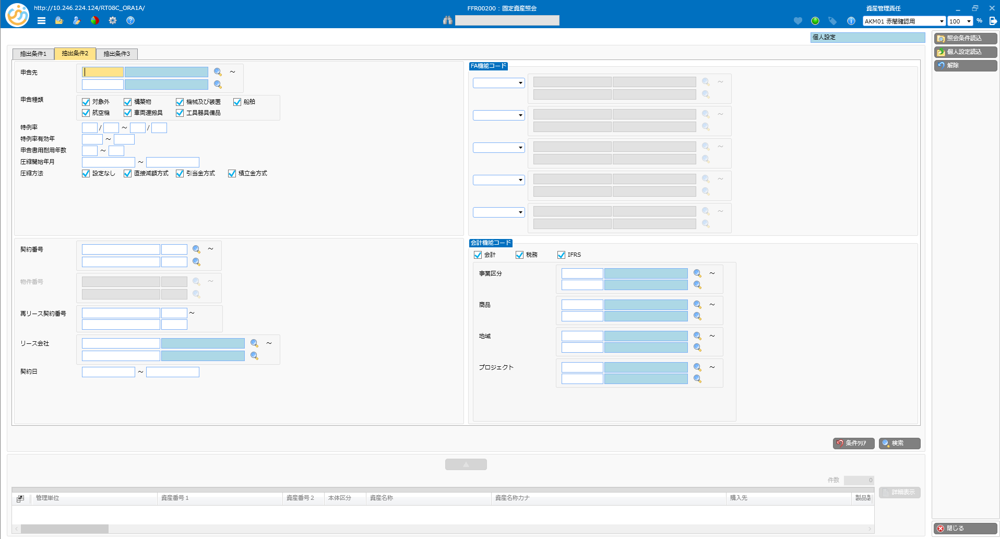 http://10.246.224.124/RT08C_ORA1A/
FFR00200 : 固定資産照会
資産管理責任
AKM01 赤間確認用
100
%
個人設定
照会条件読込
個人設定読込
解除
抽出条件1
抽出条件2
抽出条件3
申告先
～
申告種類
対象外
構築物
機械及び装置
船舶
航空機
車両運搬具
工具器具備品
特例率
/
～
/
特例率有効年
～
申告書用耐用年数
～
圧縮開始年月
～
圧縮方法
設定なし
直接減額方式
引当金方式
積立金方式
FA機能コード
～
～
～
～
～
契約番号
～
物件番号
～
再リース契約番号
～
リース会社
～
契約日
～
会計機能コード
会計
税務
IFRS
事業区分
～
商品
～
地域
～
プロジェクト
～
条件ｸﾘｱ
検索
件数
0
詳細表示
管理単位
資産番号１
資産番号２
本体区分
資産名称
資産名称カナ
購入先
製品
閉じる